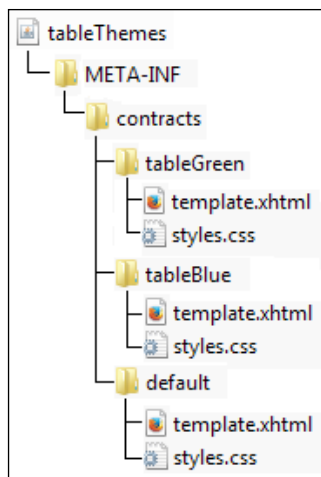 tableThemes
META-INF
contracts
tableGreen
template.xhtml
styles.css
tableBlue
template.xhtml
styles.css
default
template.xhtml
styles.css